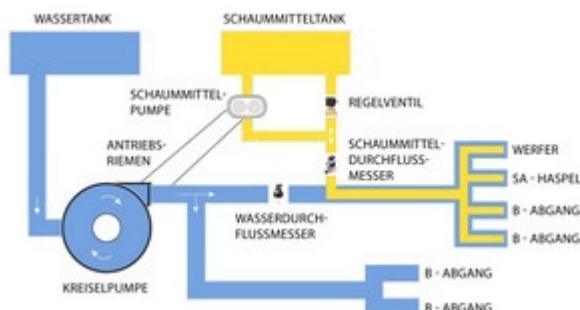 WASSERTANK
SCHAUMMITTELTANK
SCHAUMMITTEL-
PUMPE
REGELVENTIL
ANTRIEBS-
RIEMEN
SCHAUMMITTEL-
DURCHFLUSS-
MESSER
WERFER
SA - HASPEL
B - ABGANG
B - ABGANG
WASSERDURCH-
FLUSSMESSER
KREISELPUMPE
B - ABGANG
B - ABGANG